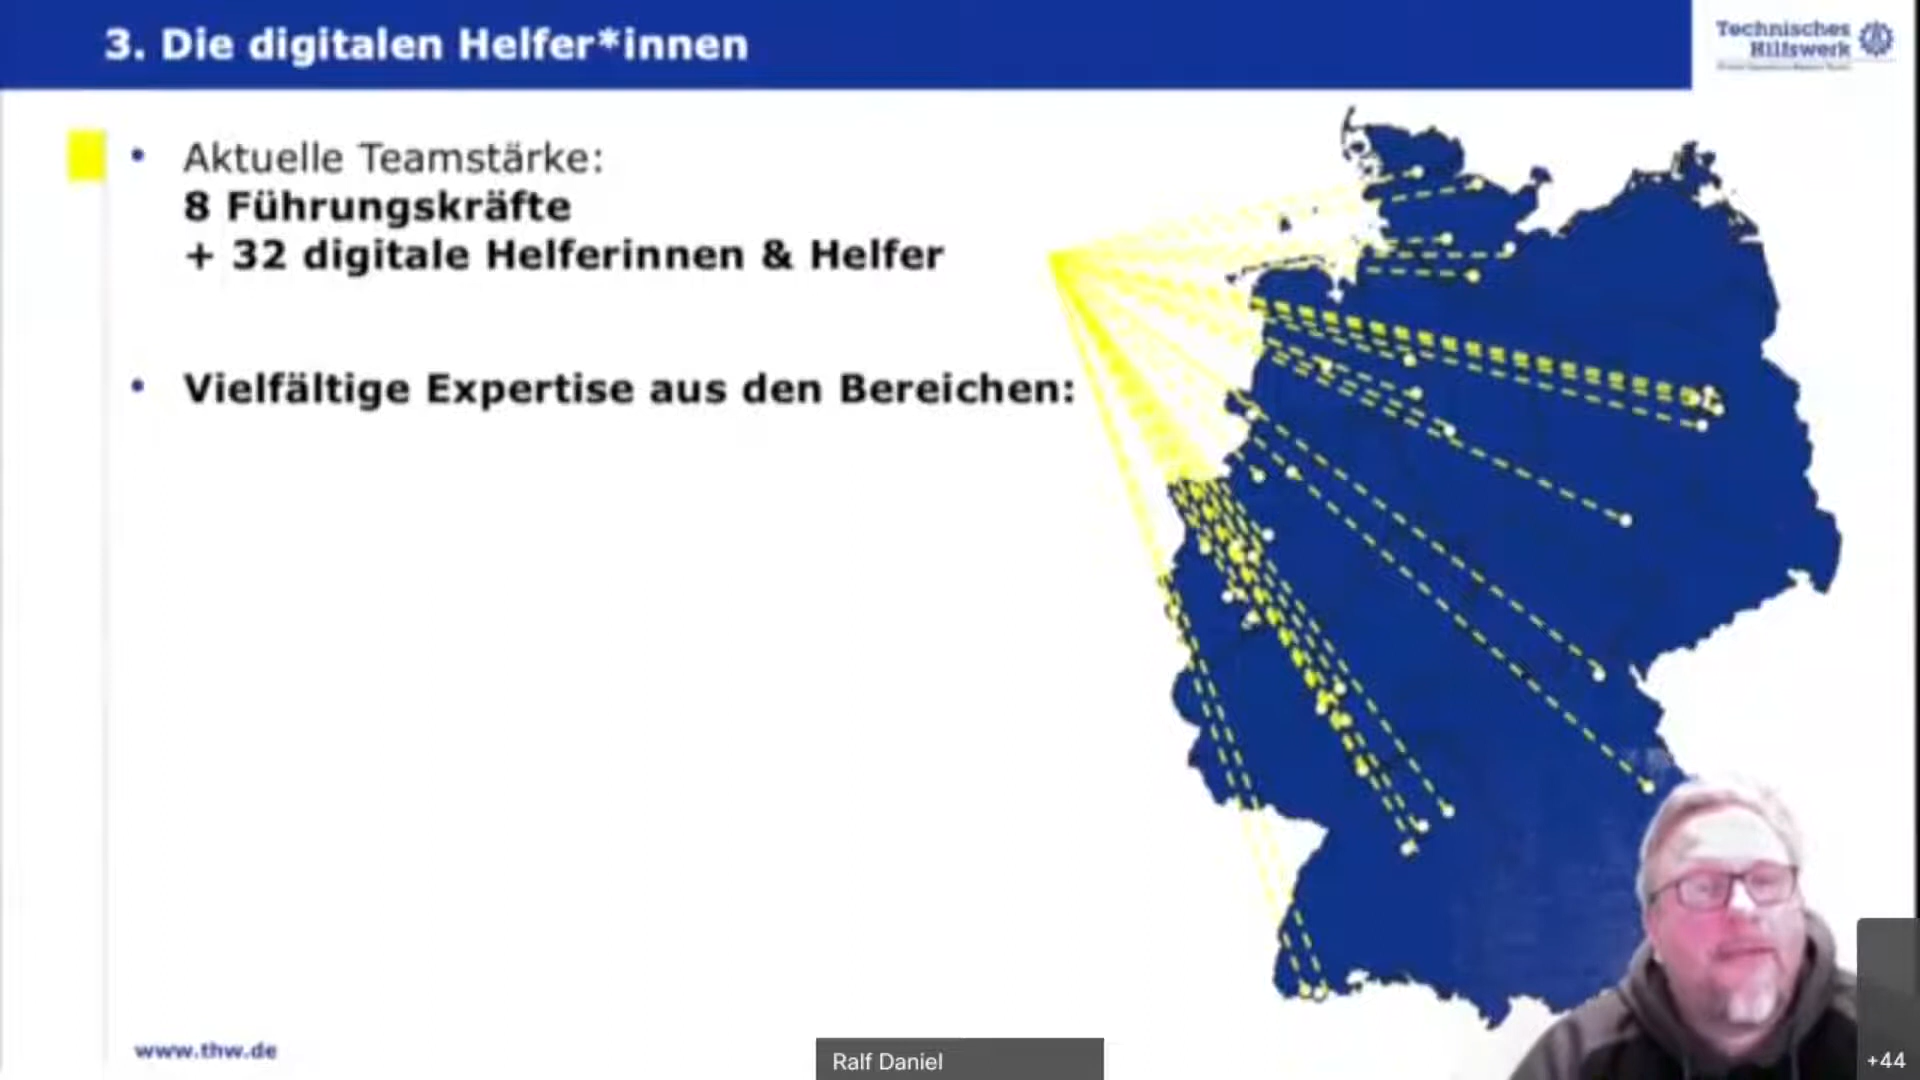 3. Die digitalen Helfer*innen
Technisches
Hilfswerk
• Aktuelle Teamstärke:
8 Führungskräfte
+ 32 digitale Helferinnen & Helfer
• Vielfältige Expertise aus den Bereichen:
www.thw.de
Ralf Daniel
+44